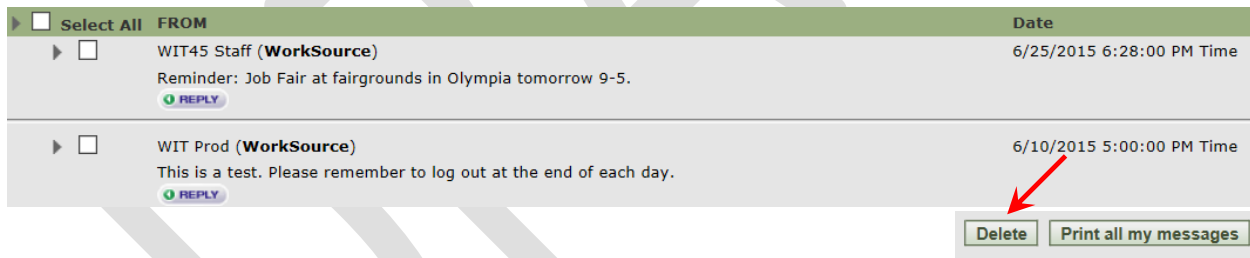 Select All FROM Date
WIT45 Staff (WorkSource) 6/25/2015 6:28:00 PM Time
Reminder: Job Fair at fairgrounds in Olympia tomorrow 9-5.
REPLY
WIT Prod (WorkSource) 6/10/2015 5:00:00 PM Time
This is a test. Please remember to log out at the end of each day.
REPLY
Delete Print all my messages